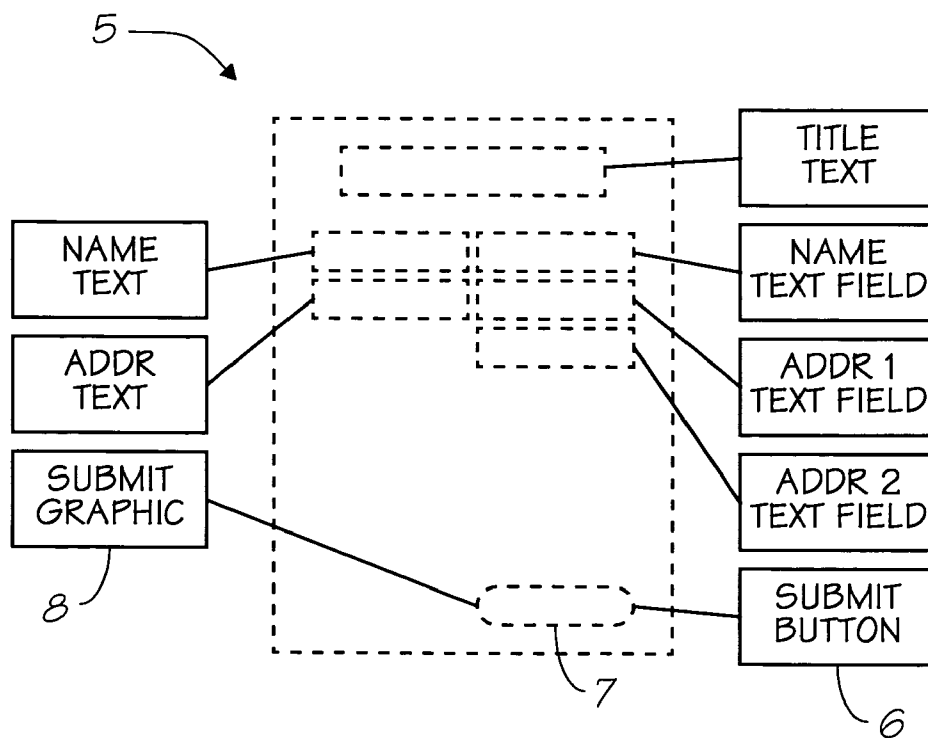 5
TITLE
TEXT
NAME
TEXT
NAME
TEXT FIELD
ADDR
TEXT
ADDR 1
TEXT FIELD
SUBMIT
GRAPHIC
ADDR 2
TEXT FIELD
8
SUBMIT
BUTTON
7
6